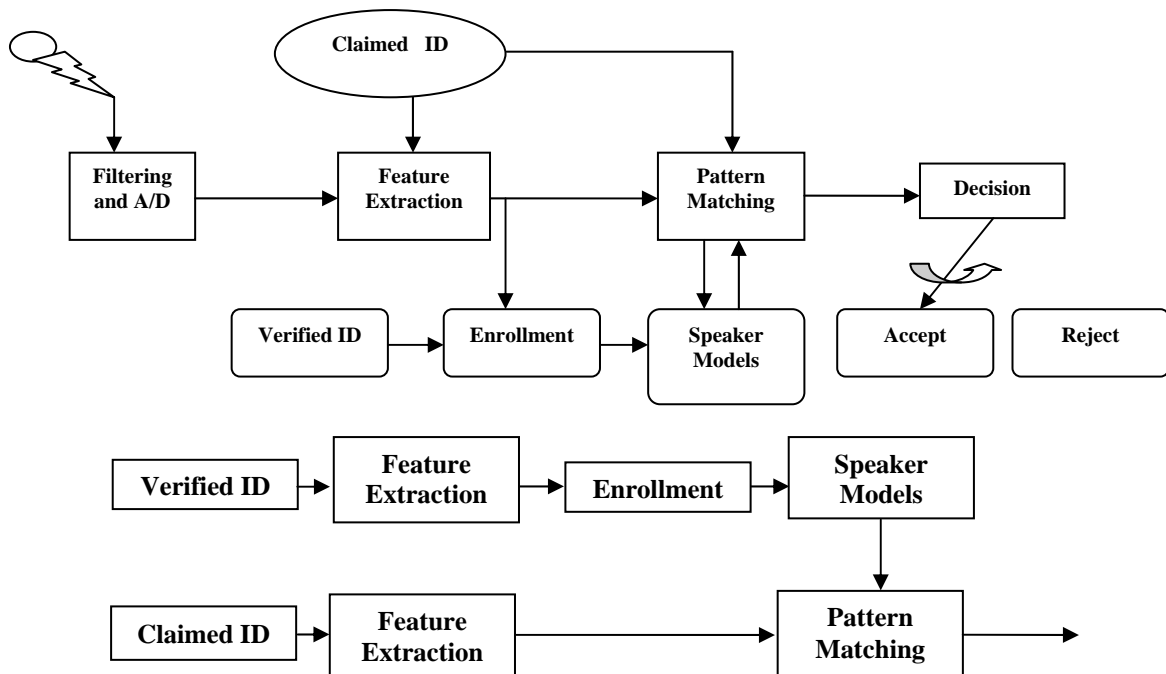 Claimed ID
Filtering
and A/D
Feature
Extraction
Pattern
Matching
Decision
Verified ID
Enrollment
Speaker
Models
Accept
Reject
Verified ID
Feature
Extraction
Enrollment
Speaker
Models
Claimed ID
Feature
Extraction
Pattern
Matching